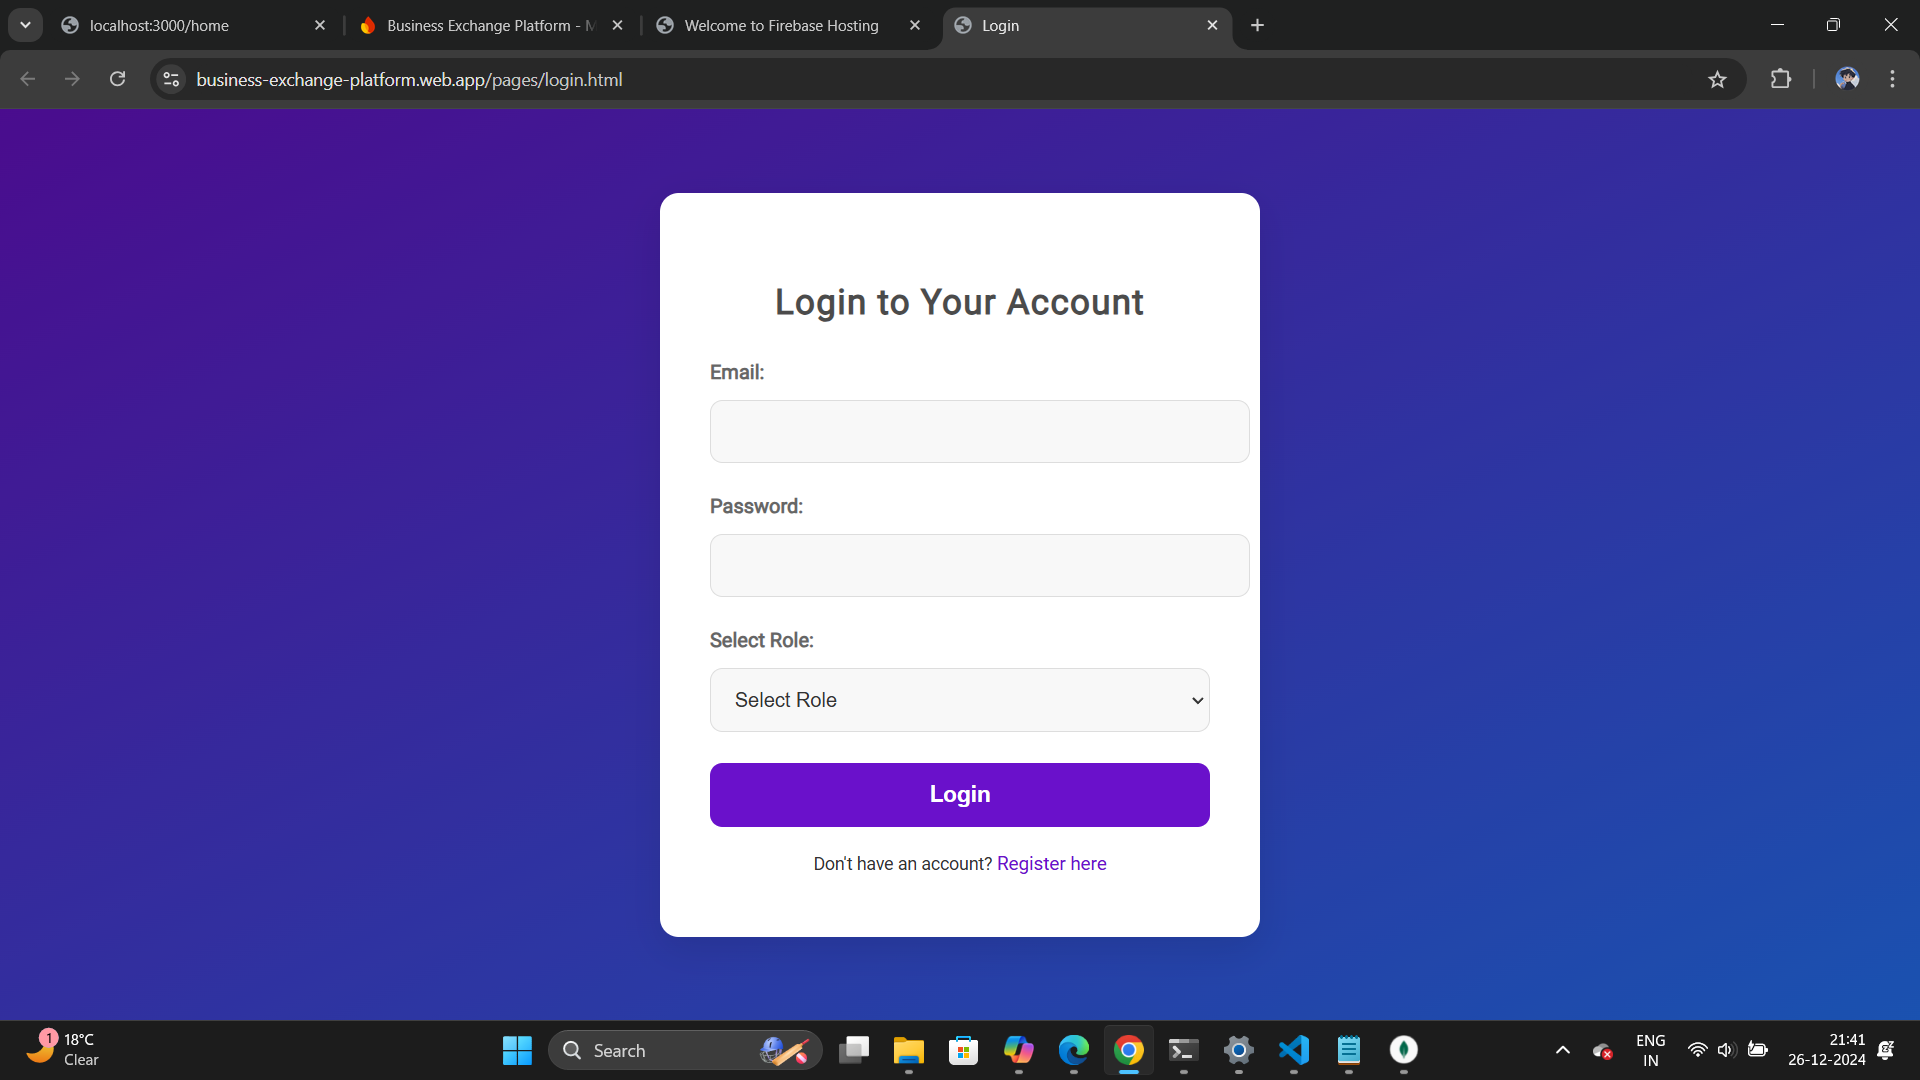 localhost:3000/home
Business Exchange Platform -
Welcome to Firebase Hosting
Login
business-exchange-platform.web.app/pages/login.html
Login to Your Account
Email:
Password:
Select Role:
Select Role
Login
Don't have an account? Register here
1
18°C
Clear
Search
ENG
IN
21:41
26-12-2024